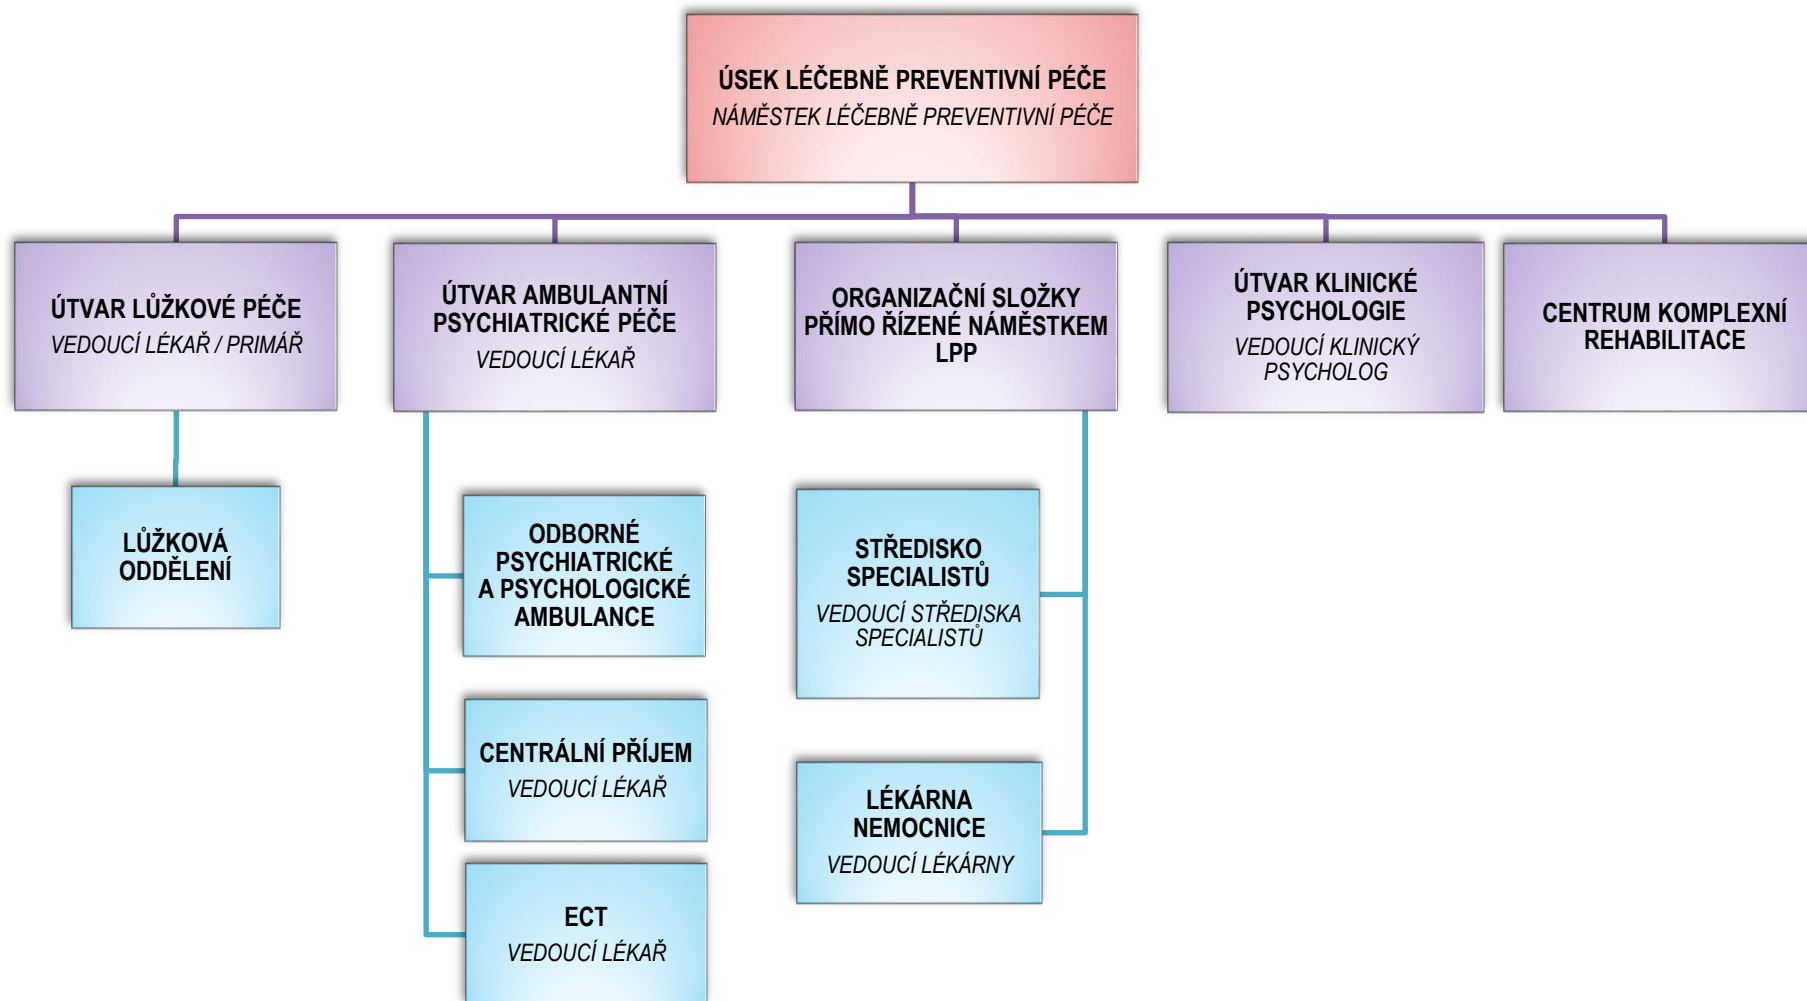 ÚSEK LÉČEBNĚ PREVENTIVNÍ PÉČE
NÁMĚSTEK LÉČEBNĚ PREVENTIVNÍ PÉČE
ÚTVAR LŮŽKOVÉ PÉČE
VEDOUCÍ LÉKAŘ / PRIMÁŘ
ÚTVAR AMBULANTNÍ
PSYCHIATRICKÉ PÉČE
VEDOUCÍ LÉKAŘ
ORGANIZAČNÍ SLOŽKY
PŘÍMO ŘÍZENÉ NÁMĚSTKEM
LPP
ÚTVAR KLINICKÉ
PSYCHOLOGIE
VEDOUCÍ KLINICKÝ
PSYCHOLOG
CENTRUM KOMPLEXNÍ
REHABILITACE
LŮŽKOVÁ
ODDĚLENÍ
ODBORNÉ
PSYCHIATRICKÉ
A PSYCHOLOGICKÉ
AMBULANCE
CENTRÁLNÍ PŘÍJEM
VEDOUCÍ LÉKAŘ
ECT
VEDOUCÍ LÉKAŘ
STŘEDISKO
SPECIALISTŮ
VEDOUCÍ STŘEDISKA
SPECIALISTŮ
LÉKÁRNA
NEMOCNICE
VEDOUCÍ LÉKÁRNY